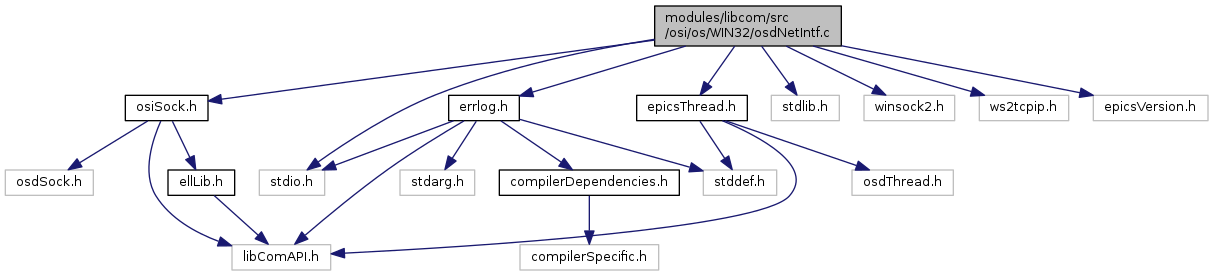 modules/libcom/src
/osi/os/WIN32/osdNetIntf.c
osiSock.h
errlog.h
epicsThread.h
stdlib.h
winsock2.h
ws2tcpip.h
epicsVersion.h
osdSock.h
ellLib.h
stdio.h
stdarg.h
compilerDependencies.h
stddef.h
osdThread.h
libComAPI.h
compilerSpecific.h